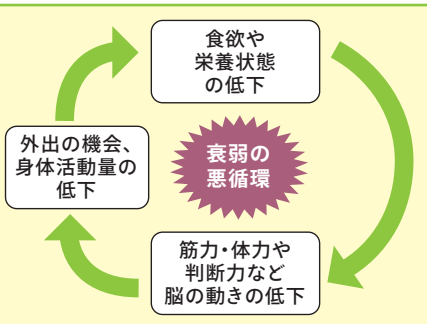 食欲や
栄養状態
の低下
外出の機会、
身体活動量の
低下
衰弱の
悪循環
筋力・体力や
判断力など
脳の動きの低下